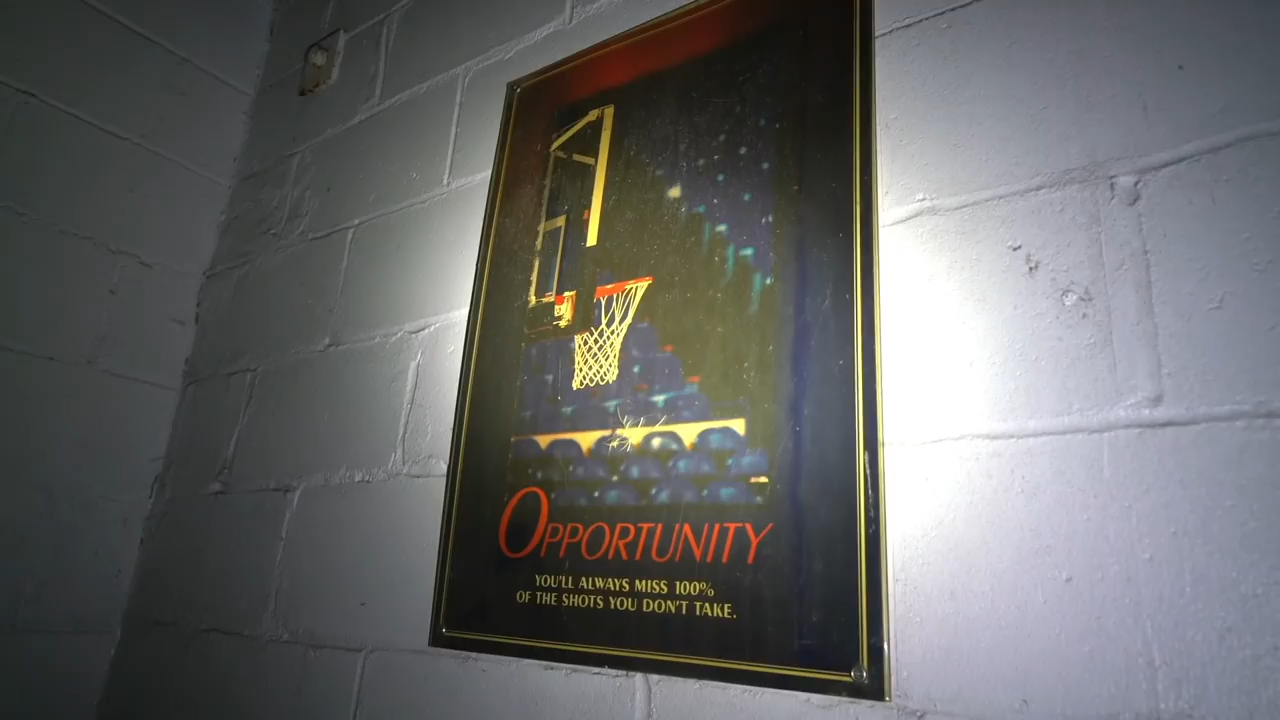 OPPORTUNITY
YOU'LL ALWAYS MISS 100%
OF THE SHOTS YOU DON'T TAKE.